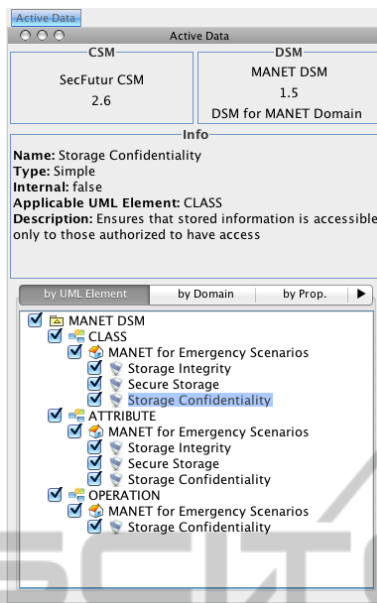 Active Data
Active Data
CSM
SecFutur CSM
2.6
DSM
MANET DSM
1.5
DSM for MANET Domain
Info
Name: Storage Confidentiality
Type: Simple
Internal: false
Applicable UML Element: CLASS
Description: Ensures that stored information is accessible
only to those authorized to have access
by UML Element by Domain by Prop.
MANET DSM
CLASS
MANET for Emergency Scenarios
Storage Integrity
Secure Storage
Storage Confidentiality
ATTRIBUTE
MANET for Emergency Scenarios
Storage Integrity
Secure Storage
Storage Confidentiality
OPERATION
MANET for Emergency Scenarios
Storage Confidentiality